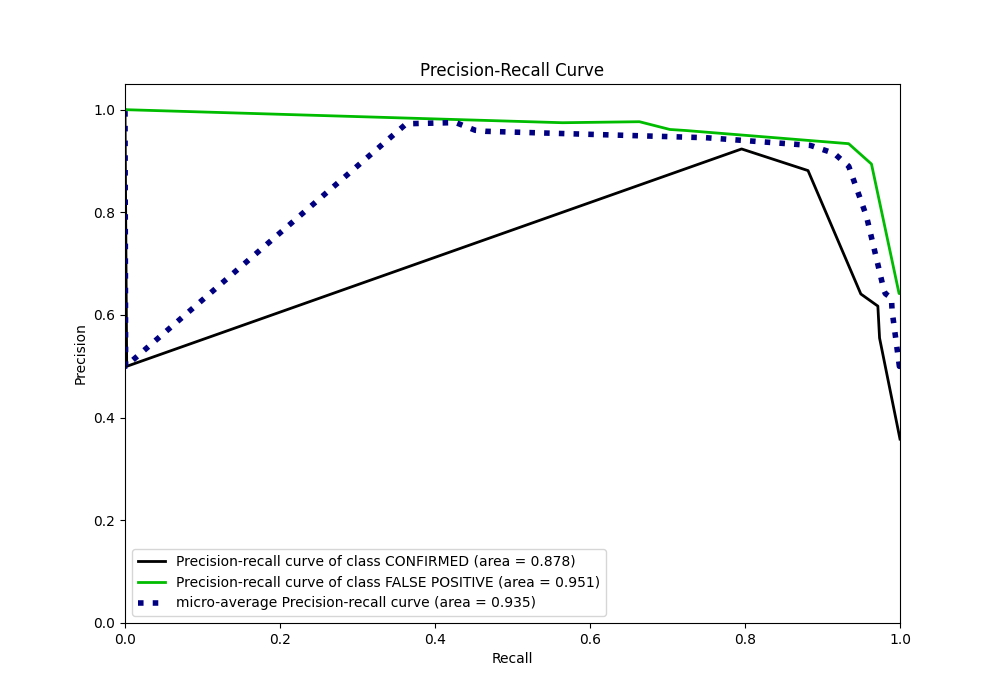 Precision-Recall Curve
1.0
0.8
0.6
0.4
0.2
0.0
Precision
Precision-recall curve of class CONFIRMED (area = 0.878)
Precision-recall curve of class FALSE POSITIVE (area = 0.951)
micro-average Precision-recall curve (area = 0.935)
0.0 0.2 0.4 0.6 0.8 1.0
Recall